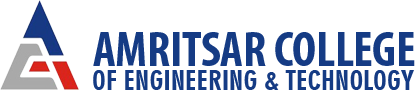 AMRITSAR COLLEGE
OF ENGINEERING & TECHNOLOGY